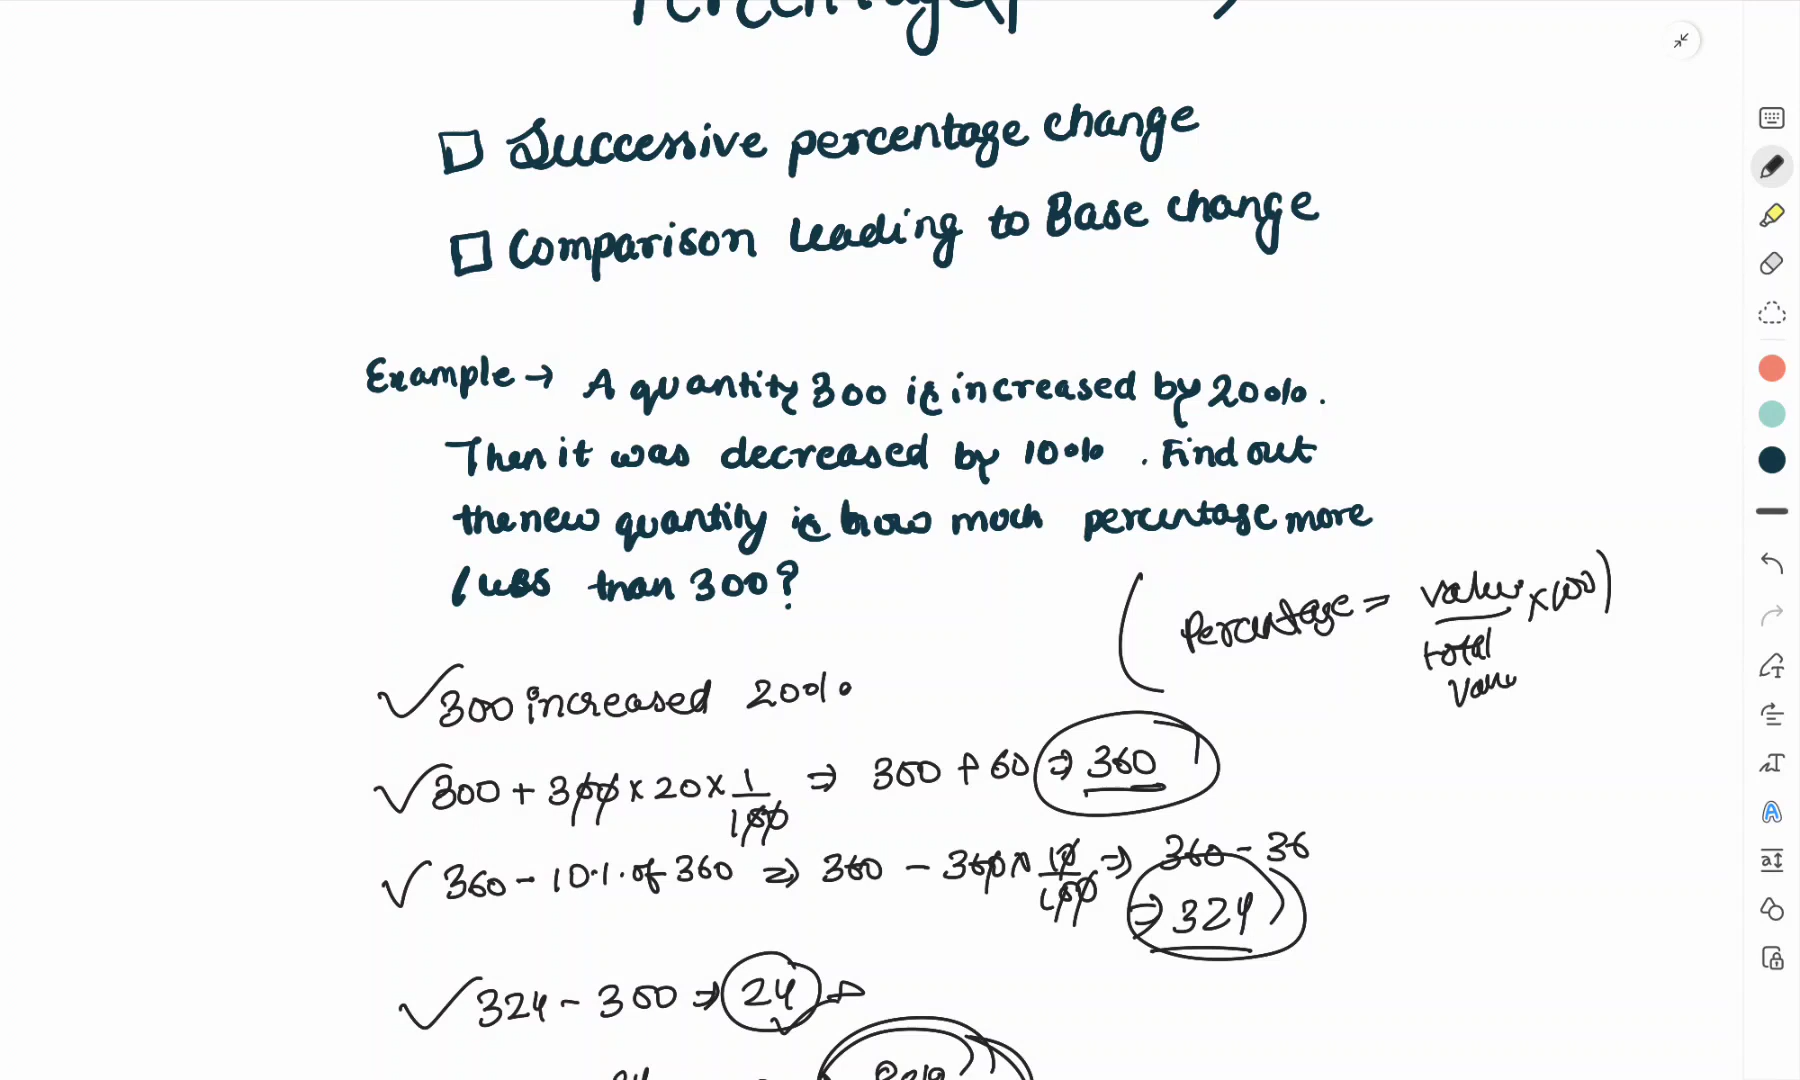 ☐ Successive percentage change
☐ Comparison leading to Base change
Example → A quantity 300 is increased by 20%.
Then it was decreased by 10%. Find out
the new quantity is how much percentage more
/ less than 300?
(Percentage = value/total value × 100)
✓ 300 increased 20%
✓ 300 + 300 × 20 × 1/100 ⇒ 300 + 60 ⇒ 360
✓ 360 - 10% of 360 ⇒ 360 - 360 × 10/100 ⇒ 360 - 36
⇒ 324
✓ 324 - 300 ⇒ 24